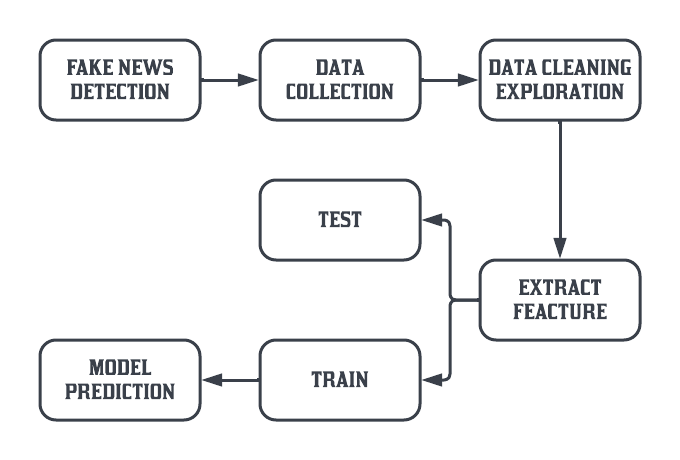 FAKE NEWS
DETECTION
DATA
COLLECTION
DATA CLEANING
EXPLORATION
TEST
EXTRACT
FEACTURE
MODEL
PREDICTION
TRAIN